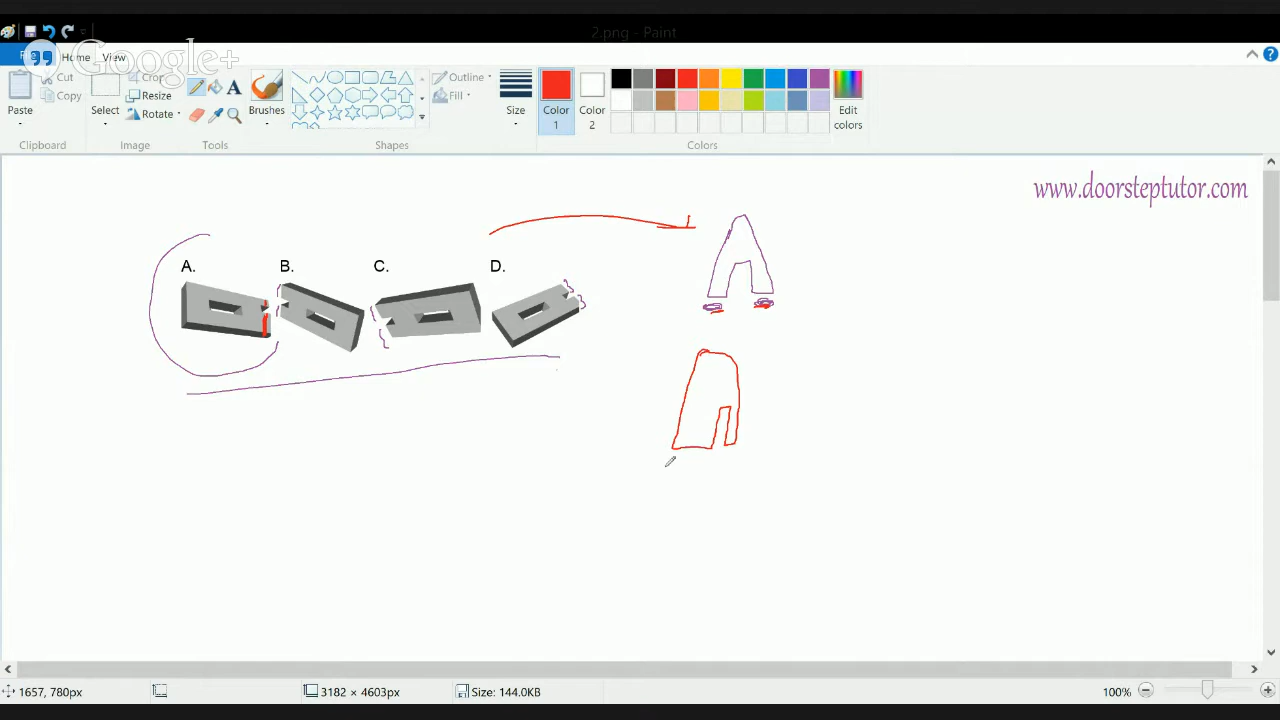 2.png - Paint
File Home View
Google+
Paste
Cut
Copy
Clipboard
Select
Crop
Resize
Rotate
Image
A
Tools
Brushes
Outline
Fill
Shapes
Size
Color 1
Color 2
Edit colors
Colors
www.doorsteptutor.com
A. B. C. D.
1657, 780px
3182 × 4603px
Size: 144.0KB
100%